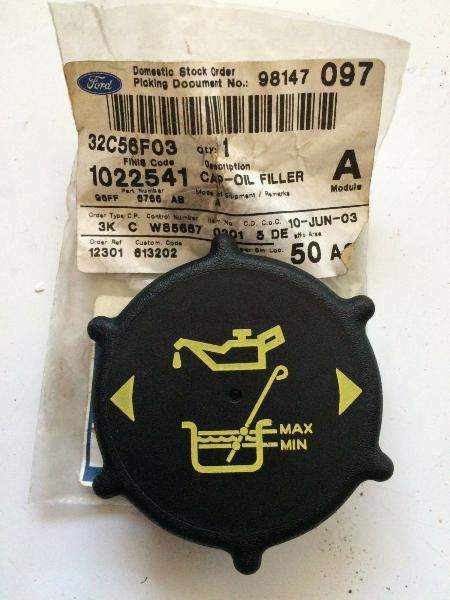 Ford
Domestic Stock Order
Picking Document No.: 98147 097
32C56F03 Qty: 1
FINIS Code Description
1022541 CAP-OIL FILLER A
Part Number Mode of Shipment / Remarks Module
96FF 6766 AB A
Order Type C.P. Control Number Item No. C.D. C.o.O. 10-JUN-03
3K C W85667 0201 5 DE
Order Ref Custom. Code Bin Loc. 50
12301 613202
MAX
MIN